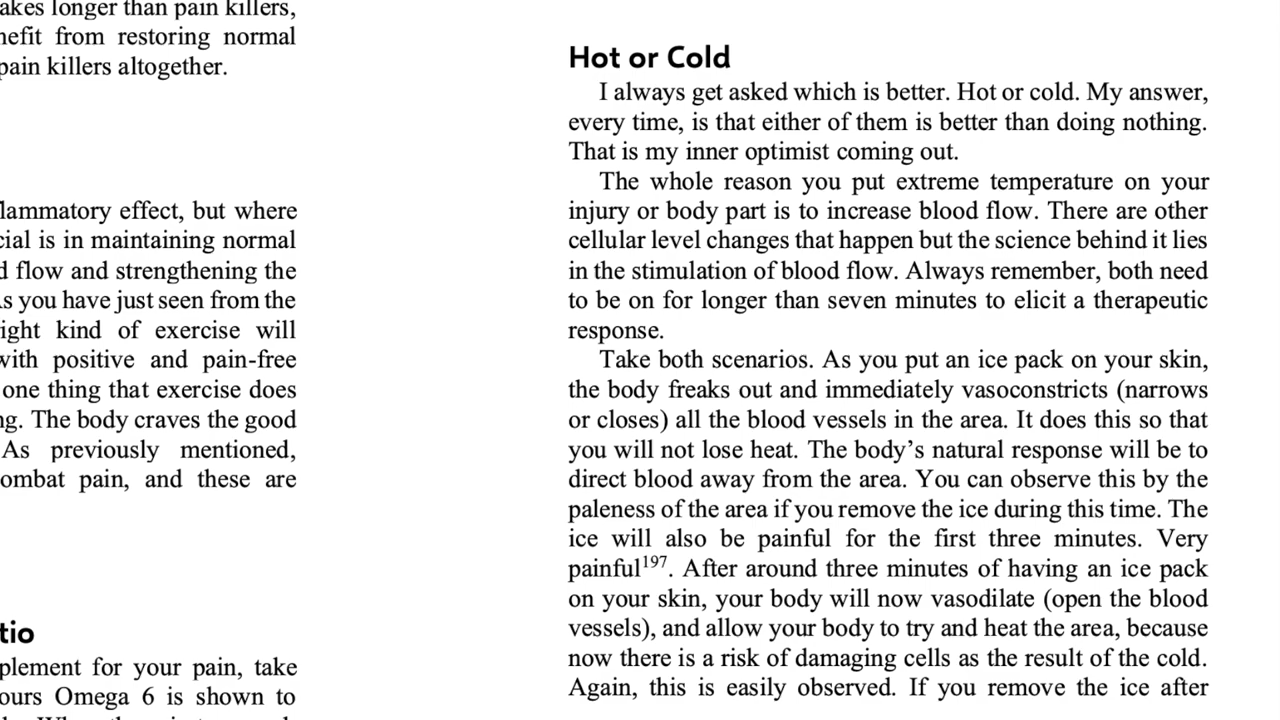 akes longer than pain killers,
nefit from restoring normal
pain killers altogether.
lammatory effect, but where
cial is in maintaining normal
d flow and strengthening the
s you have just seen from the
ight kind of exercise will
with positive and pain-free
one thing that exercise does
ng. The body craves the good
As previously mentioned,
ombat pain, and these are
tio
plement for your pain, take
ours Omega 6 is shown to
Hot or Cold
I always get asked which is better. Hot or cold. My answer,
every time, is that either of them is better than doing nothing.
That is my inner optimist coming out.
The whole reason you put extreme temperature on your
injury or body part is to increase blood flow. There are other
cellular level changes that happen but the science behind it lies
in the stimulation of blood flow. Always remember, both need
to be on for longer than seven minutes to elicit a therapeutic
response.
Take both scenarios. As you put an ice pack on your skin,
the body freaks out and immediately vasoconstricts (narrows
or closes) all the blood vessels in the area. It does this so that
you will not lose heat. The body’s natural response will be to
direct blood away from the area. You can observe this by the
paleness of the area if you remove the ice during this time. The
ice will also be painful for the first three minutes. Very
painful¹⁹⁷. After around three minutes of having an ice pack
on your skin, your body will now vasodilate (open the blood
vessels), and allow your body to try and heat the area, because
now there is a risk of damaging cells as the result of the cold.
Again, this is easily observed. If you remove the ice after